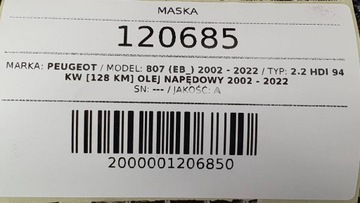 MASKA
120685
MARKA: PEUGEOT / MODEL: 807 (EB_) 2002 - 2022 / TYP: 2.2 HDI 94
KW [128 KM] OLEJ NAPĘDOWY 2002 - 2022
SN: --- / JAKOŚĆ: A
2000001206850